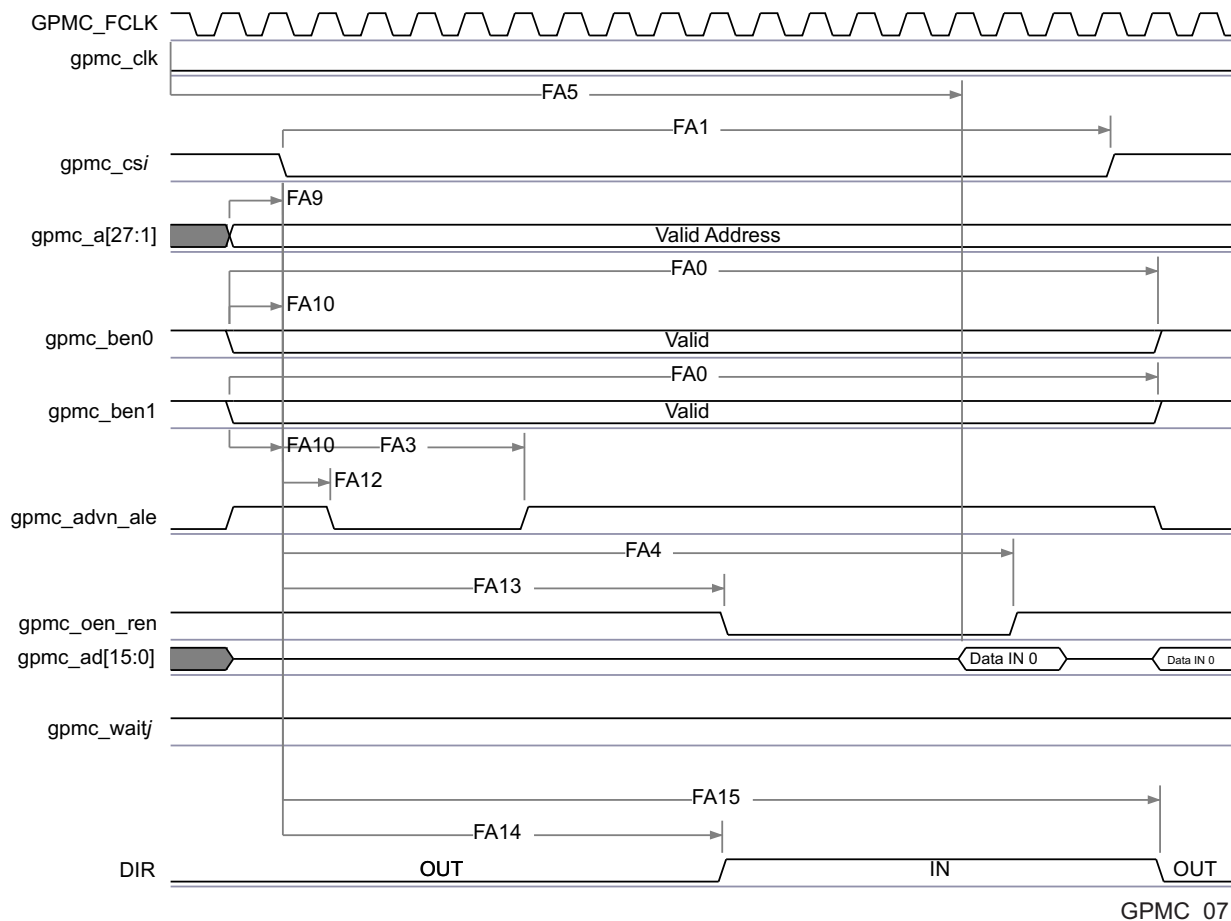 GPMC_FCLK
gpmc_clk
FA5
FA1
gpmc_csi
FA9
gpmc_a[27:1]
Valid Address
FA0
FA10
gpmc_ben0
Valid
FA0
gpmc_ben1
Valid
FA10
FA3
FA12
gpmc_advn_ale
FA4
FA13
gpmc_oen_ren
gpmc_ad[15:0]
Data IN 0
Data IN 0
gpmc_waitj
FA15
FA14
DIR
OUT
IN
OUT
GPMC_07